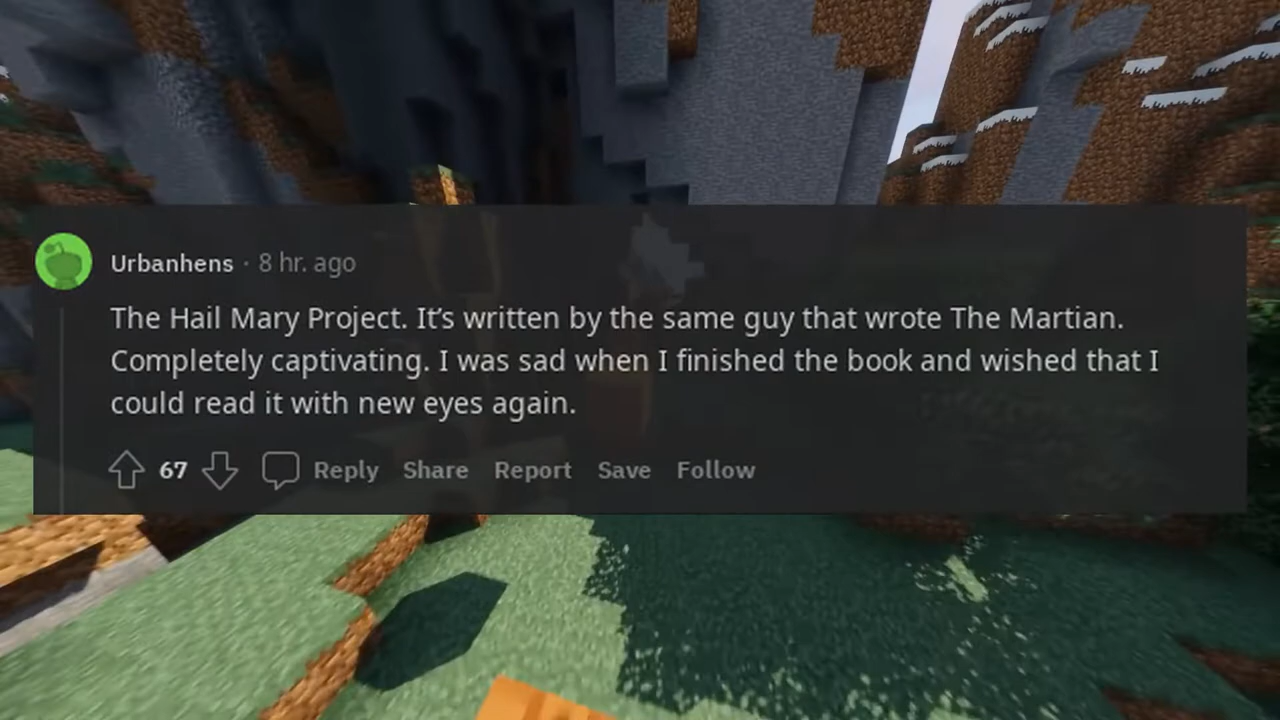 Urbanhens · 8 hr. ago
The Hail Mary Project. It’s written by the same guy that wrote The Martian.
Completely captivating. I was sad when I finished the book and wished that I
could read it with new eyes again.
67 Reply Share Report Save Follow